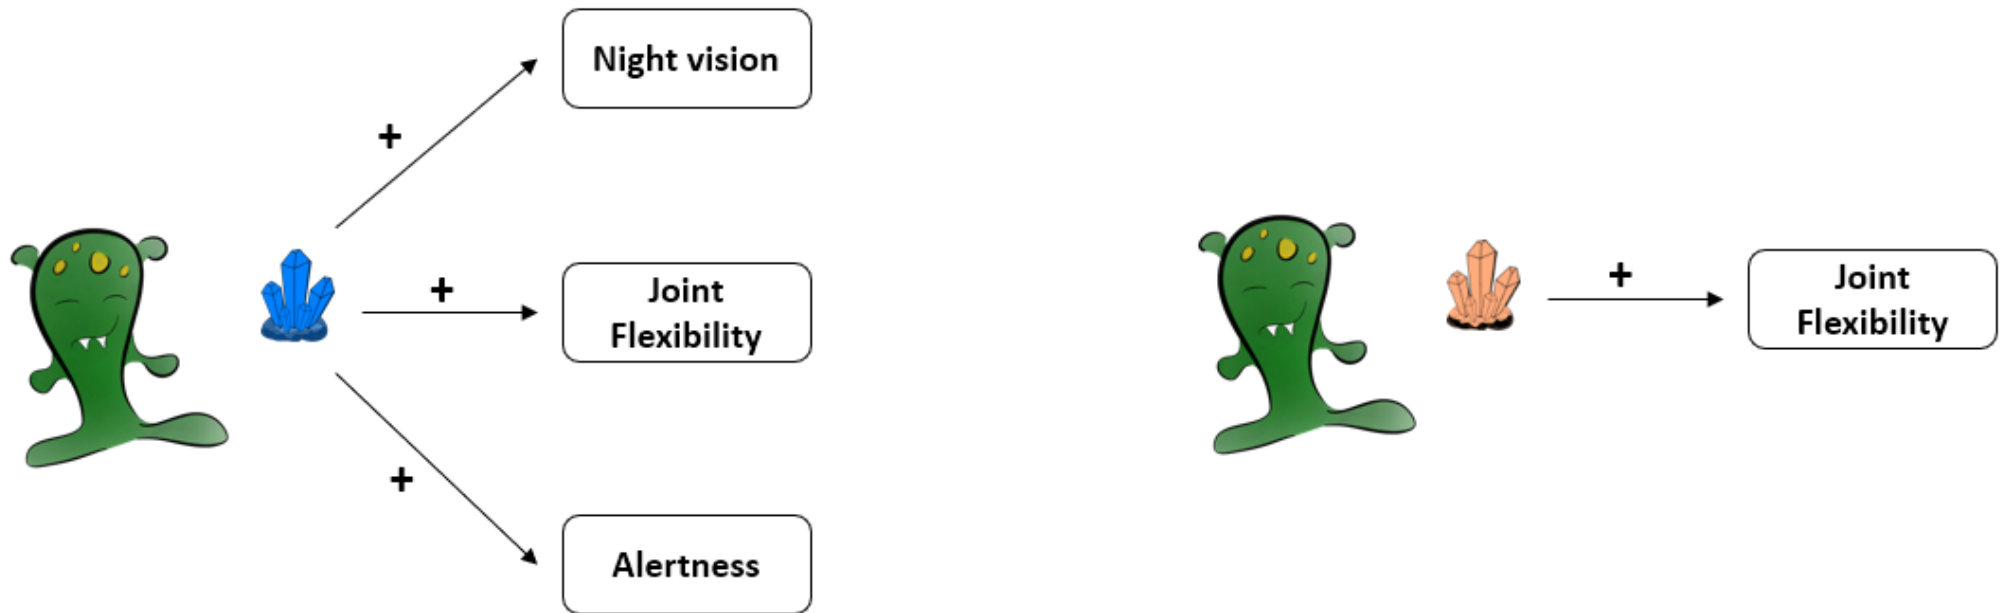 Night vision
+
+
Joint
Flexibility
+
Alertness
+
Joint
Flexibility